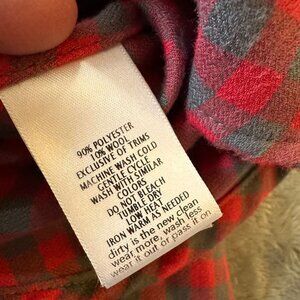 90% POLYESTER
10% WOOL
EXCLUSIVE OF TRIMS
MACHINE WASH COLD
GENTLE CYCLE
WASH WITH SIMILAR
COLORS
DO NOT BLEACH
TUMBLE DRY
LOW HEAT
IRON WARM AS NEEDED
dirty is the new clean
wear more, wash less
wear it out or pass it on